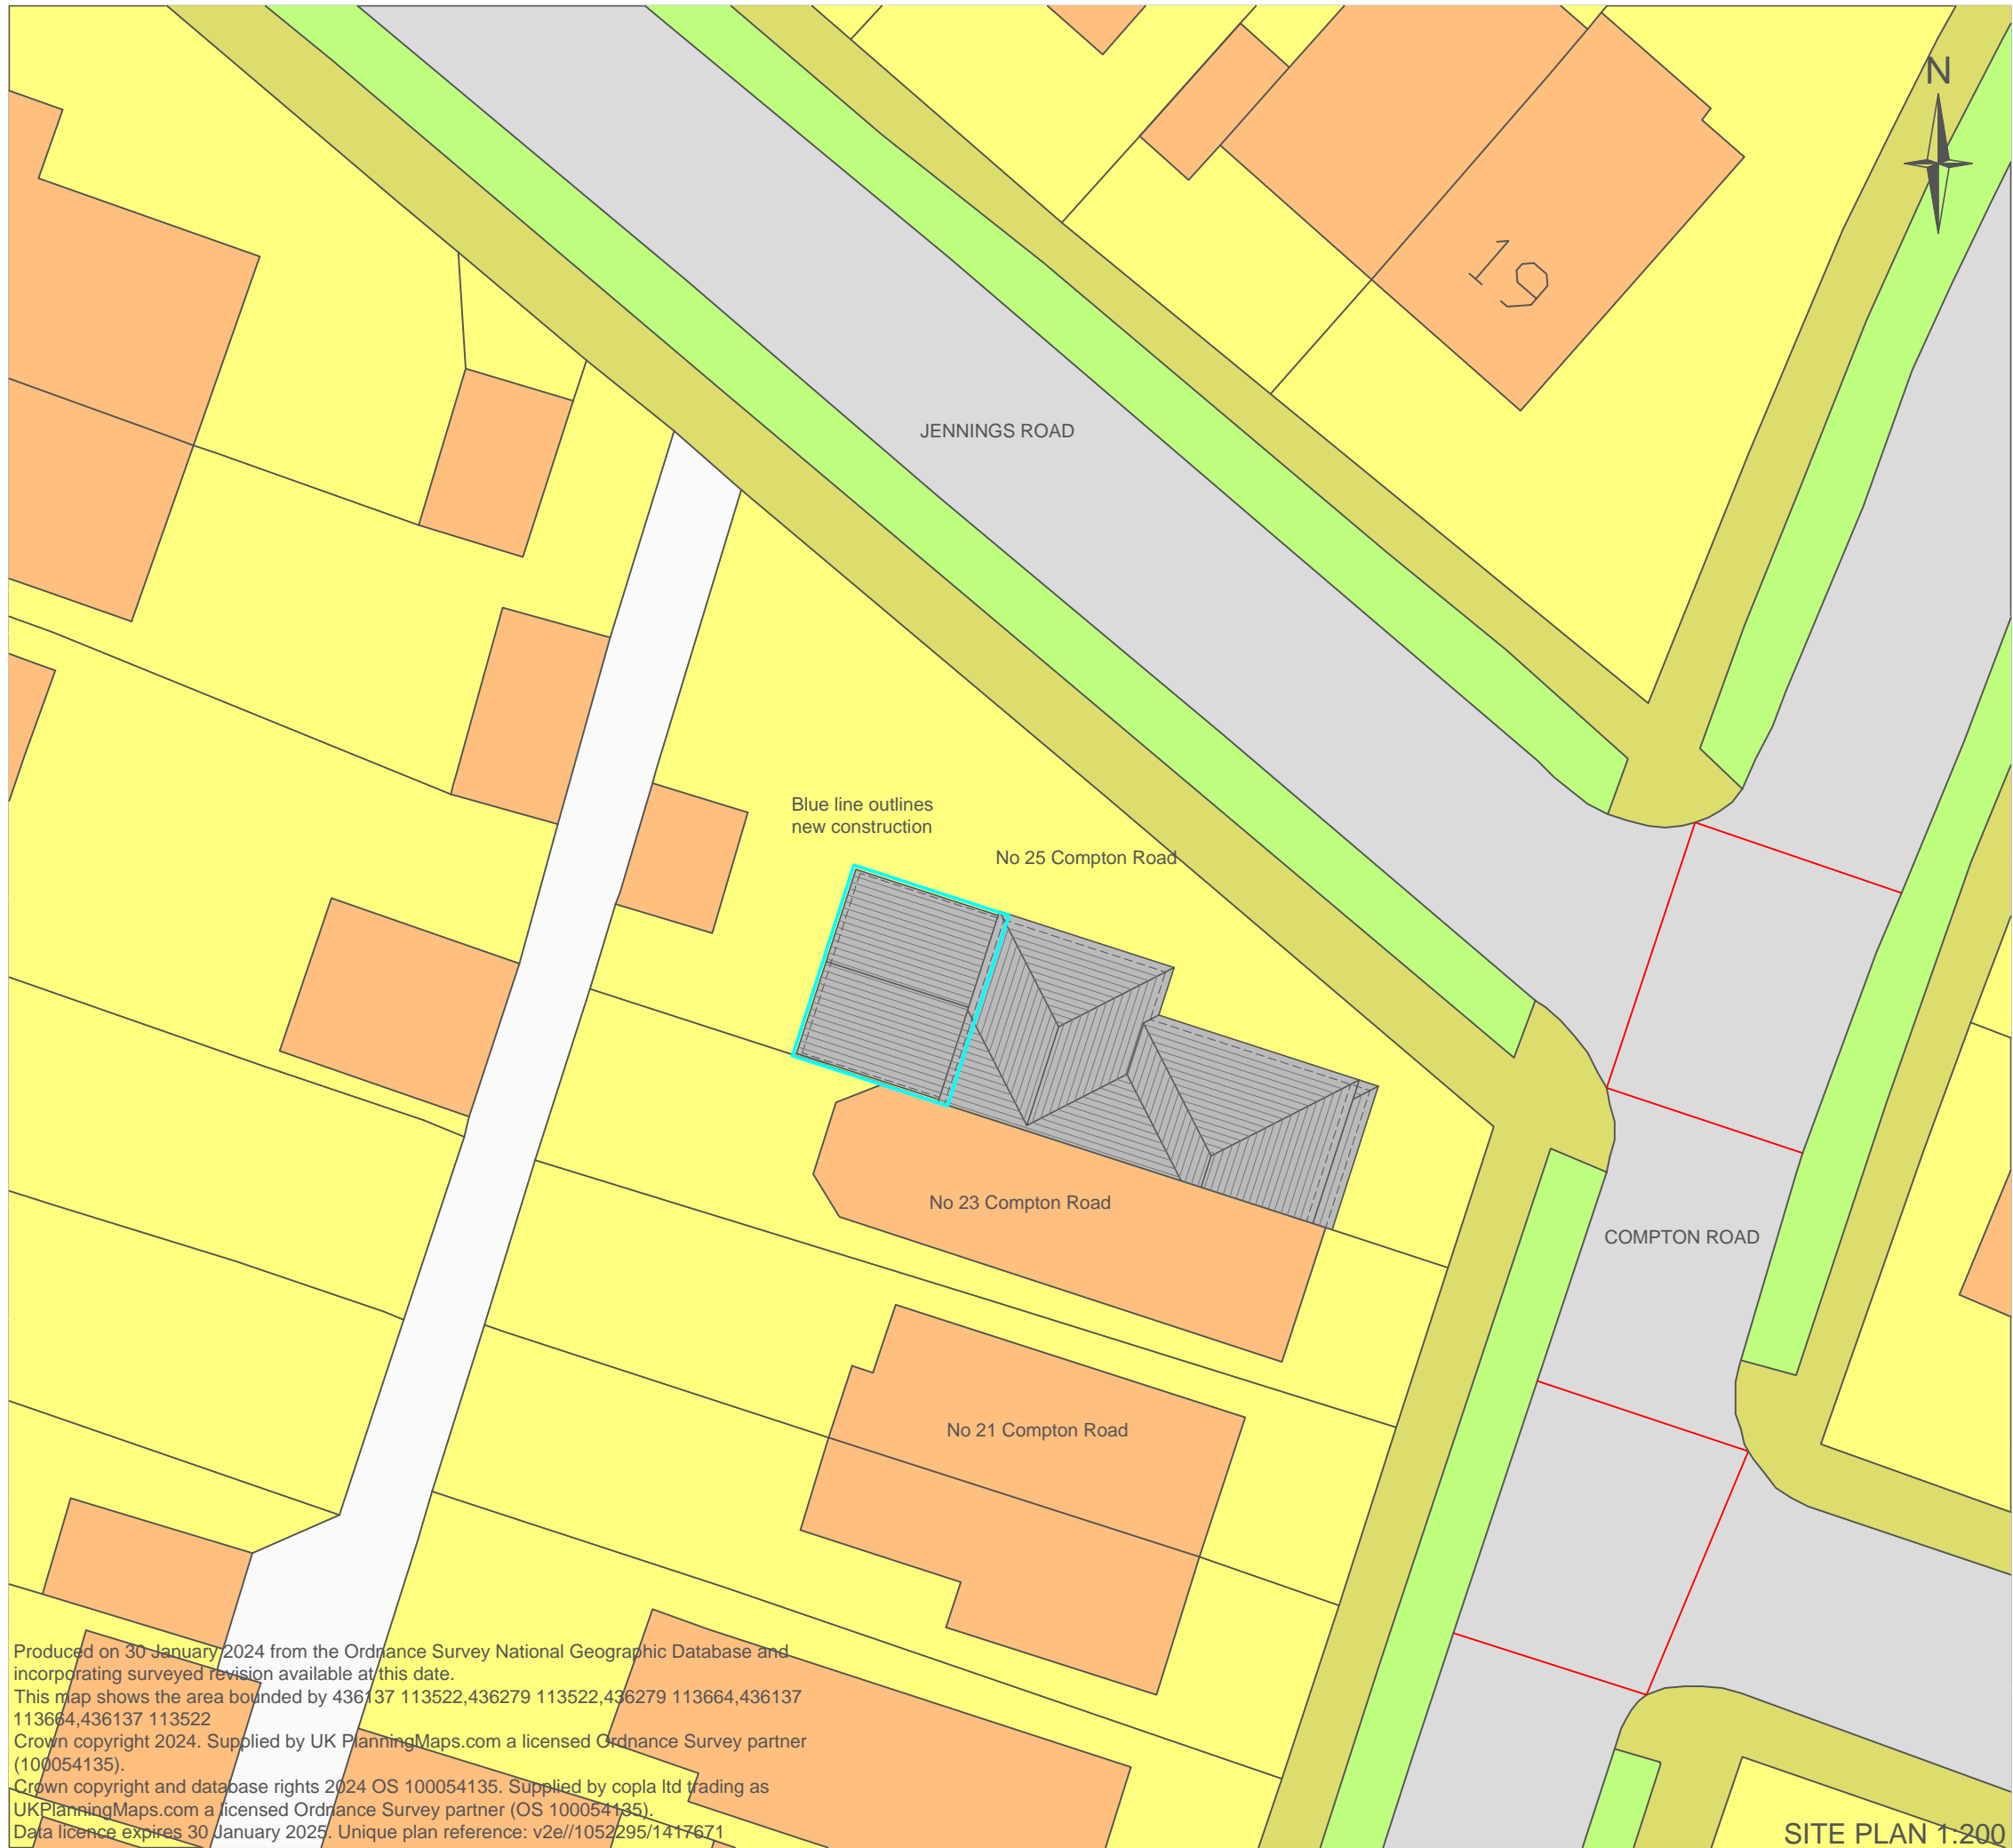 N
19
JENNINGS ROAD
Blue line outlines
new construction
No 25 Compton Road
No 23 Compton Road
COMPTON ROAD
No 21 Compton Road
Produced on 30 January 2024 from the Ordnance Survey National Geographic Database and
incorporating surveyed revision available at this date.
This map shows the area bounded by 436137 113522,436279 113522,436279 113664,436137
113664,436137 113522
Crown copyright 2024. Supplied by UK PlanningMaps.com a licensed Ordnance Survey partner
(100054135).
Crown copyright and database rights 2024 OS 100054135. Supplied by copla ltd trading as
UKPlanningMaps.com a licensed Ordnance Survey partner (OS 100054135).
Data licence expires 30 January 2025. Unique plan reference: v2e//1052295/1417671
SITE PLAN 1:200